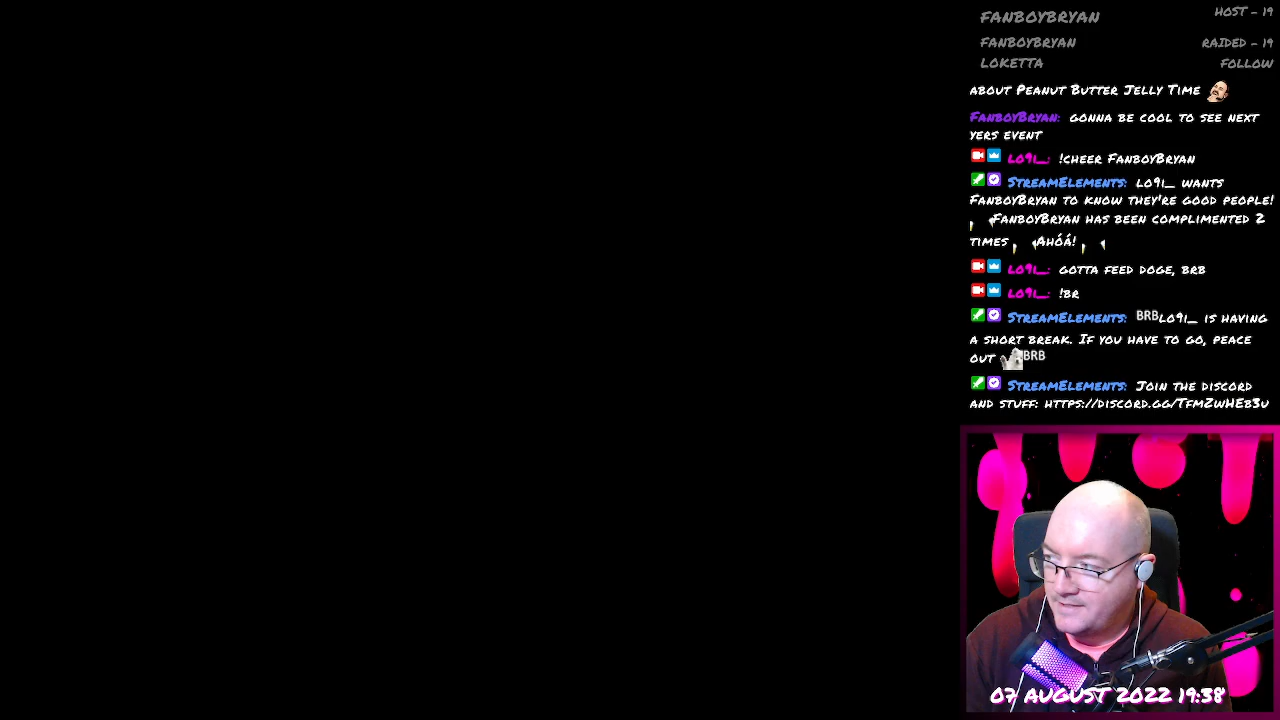 FANBOYBRYAN HOST - 19
FANBOYBRYAN RAIDED - 19
LOKETTA FOLLOW
ABOUT PEANUT BUTTER JELLY TIME
FANBOYBRYAN: GONNA BE COOL TO SEE NEXT
YERS EVENT
LO9I_: !CHEER FANBOYBRYAN
STREAMELEMENTS: LO9I_ WANTS
FANBOYBRYAN TO KNOW THEY'RE GOOD PEOPLE!
FANBOYBRYAN HAS BEEN COMPLIMENTED 2
TIMES AHÓÁ!
LO9I_: GOTTA FEED DOGE, BRB
LO9I_: !BR
STREAMELEMENTS: BRB LO9I_ IS HAVING
A SHORT BREAK. IF YOU HAVE TO GO, PEACE
OUT BRB
STREAMELEMENTS: JOIN THE DISCORD
AND STUFF: HTTPS://DISCORD.GG/TFMZWHEB3U
07 AUGUST 2022 19:38